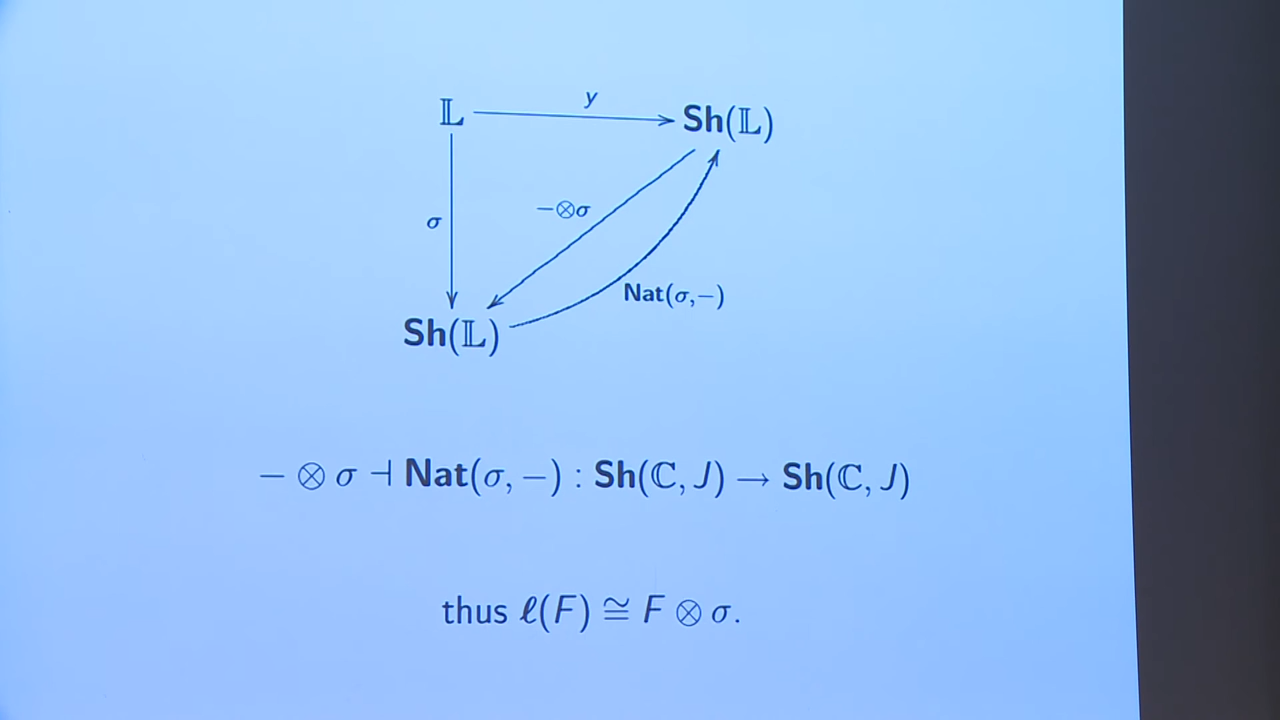 y
𝕃 Sh(𝕃)
−⊗σ
σ
Nat(σ,−)
Sh(𝕃)
− ⊗ σ ⊣ Nat(σ, −) : Sh(ℂ, J) → Sh(ℂ, J)
thus ℓ(F) ≅ F ⊗ σ.